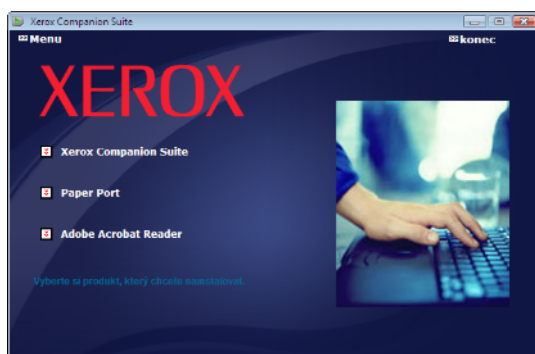 Xerox Companion Suite
Menu
konec
XEROX
Xerox Companion Suite
Paper Port
Adobe Acrobat Reader
Vyberte si produkt, který chcete nainstalovat.